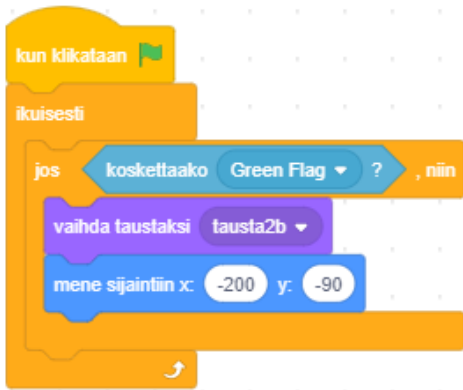 kun klikataan
ikuisesti
jos koskettaako Green Flag ? , niin
vaihda taustaksi tausta2b
mene sijaintiin x: -200 y: -90